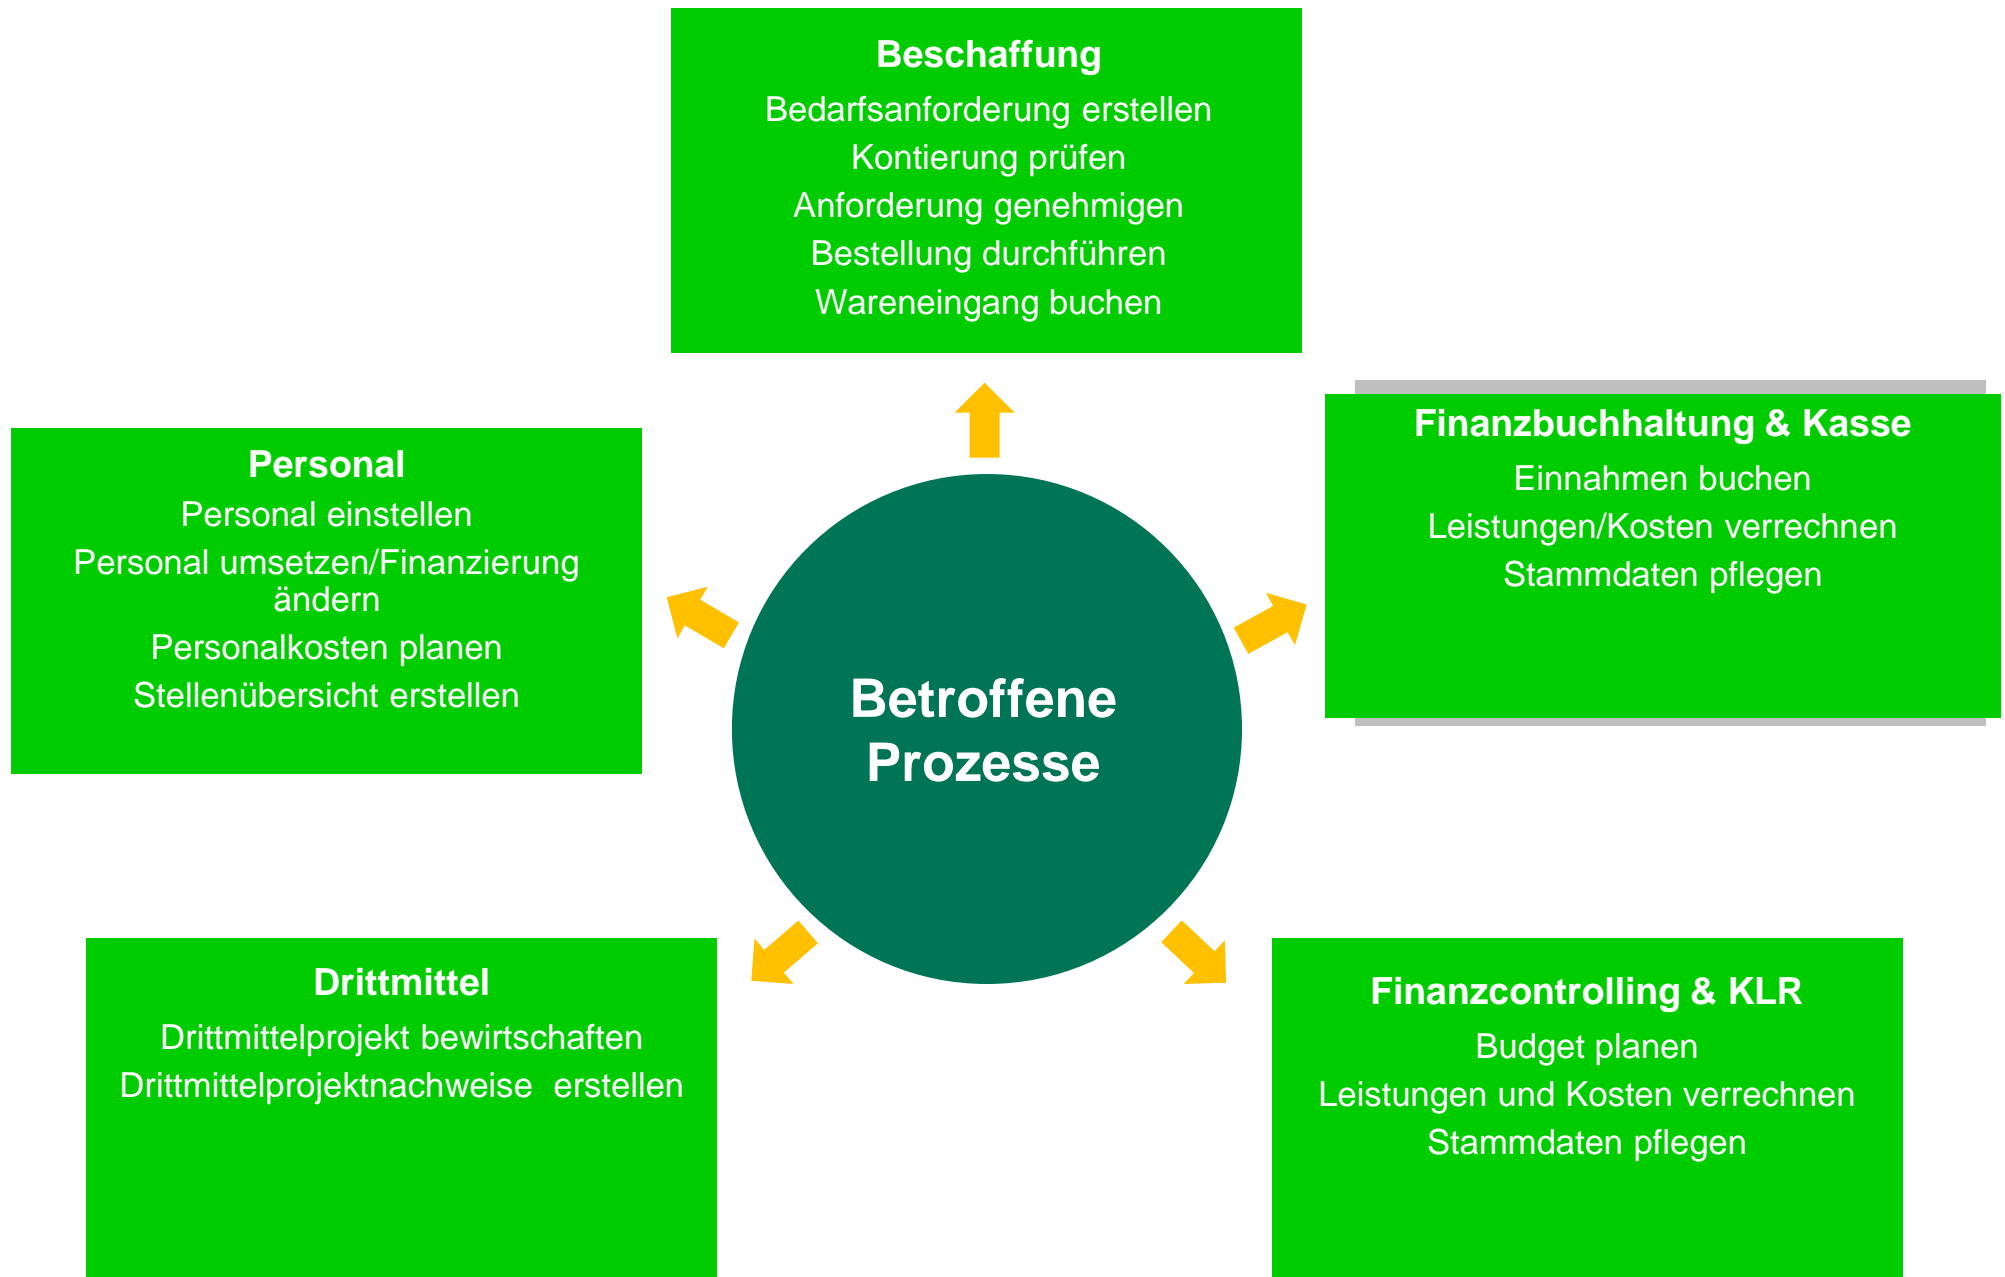 Beschaffung
Bedarfsanforderung erstellen
Kontierung prüfen
Anforderung genehmigen
Bestellung durchführen
Wareneingang buchen
Finanzbuchhaltung & Kasse
Einnahmen buchen
Leistungen/Kosten verrechnen
Stammdaten pflegen
Personal
Personal einstellen
Personal umsetzen/Finanzierung
ändern
Personalkosten planen
Stellenübersicht erstellen
Betroffene
Prozesse
Drittmittel
Drittmittelprojekt bewirtschaften
Drittmittelprojektnachweise  erstellen
Finanzcontrolling & KLR
Budget planen
Leistungen und Kosten verrechnen
Stammdaten pflegen